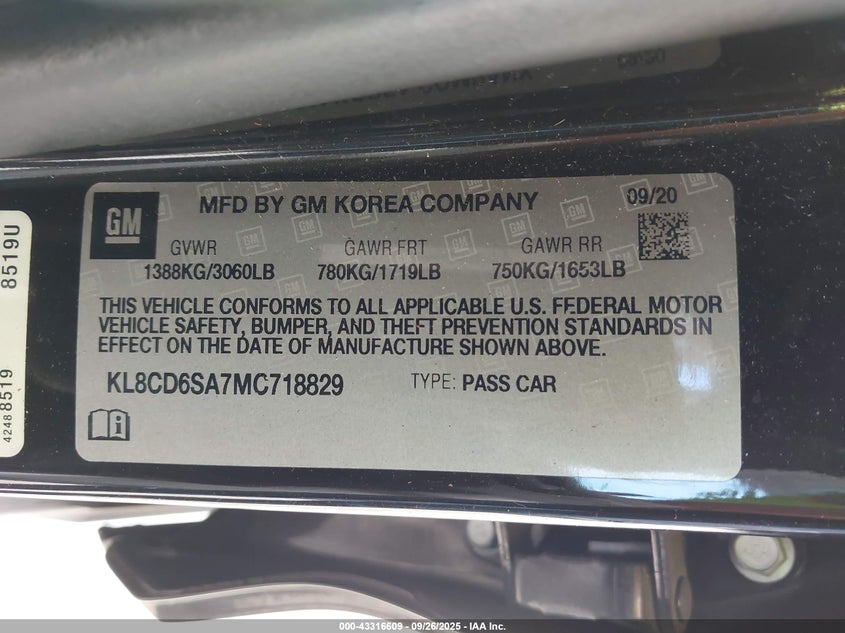 09/20
GM
MFD BY GM KOREA COMPANY
09/20
GVWR
GAWR FRT
GAWR RR
1388KG/3060LB
780KG/1719LB
750KG/1653LB
THIS VEHICLE CONFORMS TO ALL APPLICABLE U.S. FEDERAL MOTOR
VEHICLE SAFETY, BUMPER, AND THEFT PREVENTION STANDARDS IN
EFFECT ON THE DATE OF MANUFACTURE SHOWN ABOVE.
KL8CD6SA7MC718829
TYPE: PASS CAR
8519U
42488519
000-43316609 - 09/26/2025 - IAA Inc.